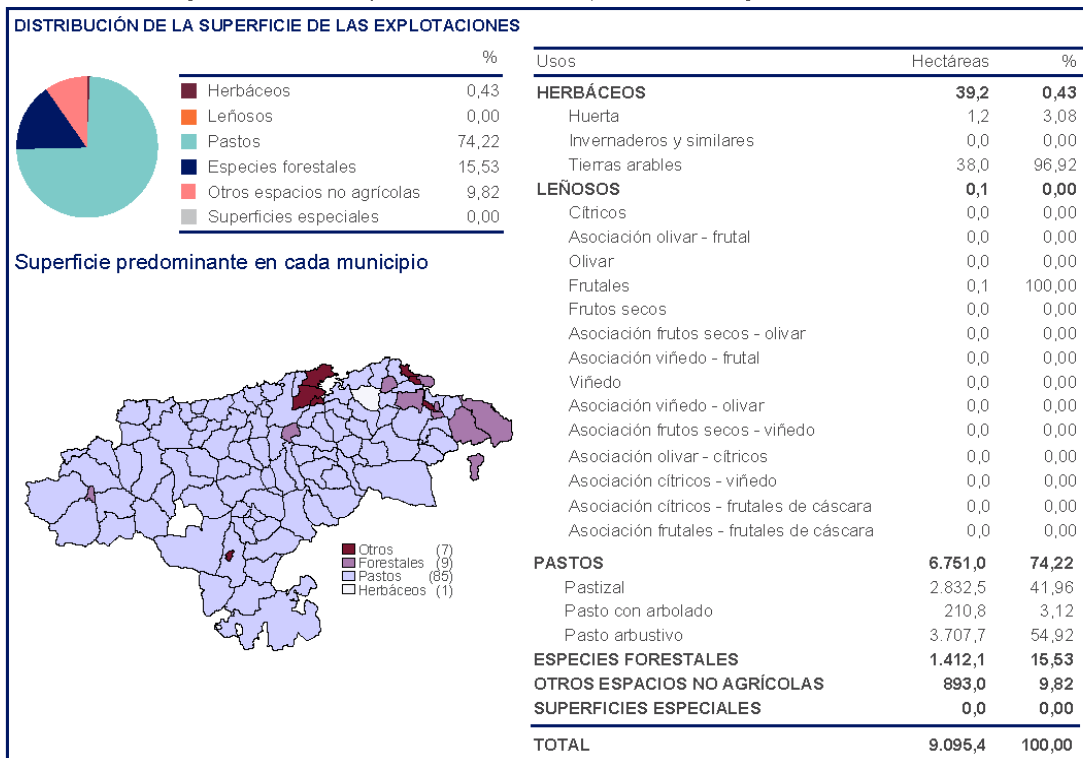 DISTRIBUCIÓN DE LA SUPERFICIE DE LAS EXPLOTACIONES
%
Herbáceos 0,43
Leñosos 0,00
Pastos 74,22
Especies forestales 15,53
Otros espacios no agrícolas 9,82
Superficies especiales 0,00
Superficie predominante en cada municipio
Otros (7)
Forestales (9)
Pastos (85)
Herbáceos (1)
Usos Hectáreas %
HERBÁCEOS 39,2 0,43
Huerta 1,2 3,08
Invernaderos y similares 0,0 0,00
Tierras arables 38,0 96,92
LEÑOSOS 0,1 0,00
Cítricos 0,0 0,00
Asociación olivar - frutal 0,0 0,00
Olivar 0,0 0,00
Frutales 0,1 100,00
Frutos secos 0,0 0,00
Asociación frutos secos - olivar 0,0 0,00
Asociación viñedo - frutal 0,0 0,00
Viñedo 0,0 0,00
Asociación viñedo - olivar 0,0 0,00
Asociación frutos secos - viñedo 0,0 0,00
Asociación olivar - cítricos 0,0 0,00
Asociación cítricos - viñedo 0,0 0,00
Asociación cítricos - frutales de cáscara 0,0 0,00
Asociación frutales - frutales de cáscara 0,0 0,00
PASTOS 6.751,0 74,22
Pastizal 2.832,5 41,96
Pasto con arbolado 210,8 3,12
Pasto arbustivo 3.707,7 54,92
ESPECIES FORESTALES 1.412,1 15,53
OTROS ESPACIOS NO AGRÍCOLAS 893,0 9,82
SUPERFICIES ESPECIALES 0,0 0,00
TOTAL 9.095,4 100,00